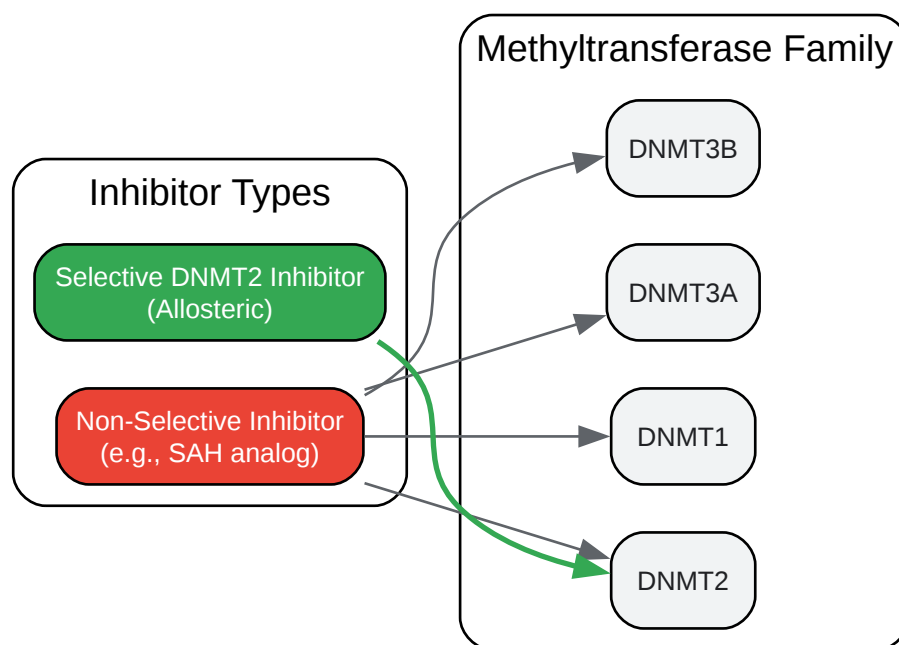 Methyltransferase Family
DNMT3B
Inhibitor Types
Selective DNMT2 Inhibitor
(Allosteric)
DNMT3A
Non-Selective Inhibitor
(e.g., SAH analog)
DNMT1
DNMT2